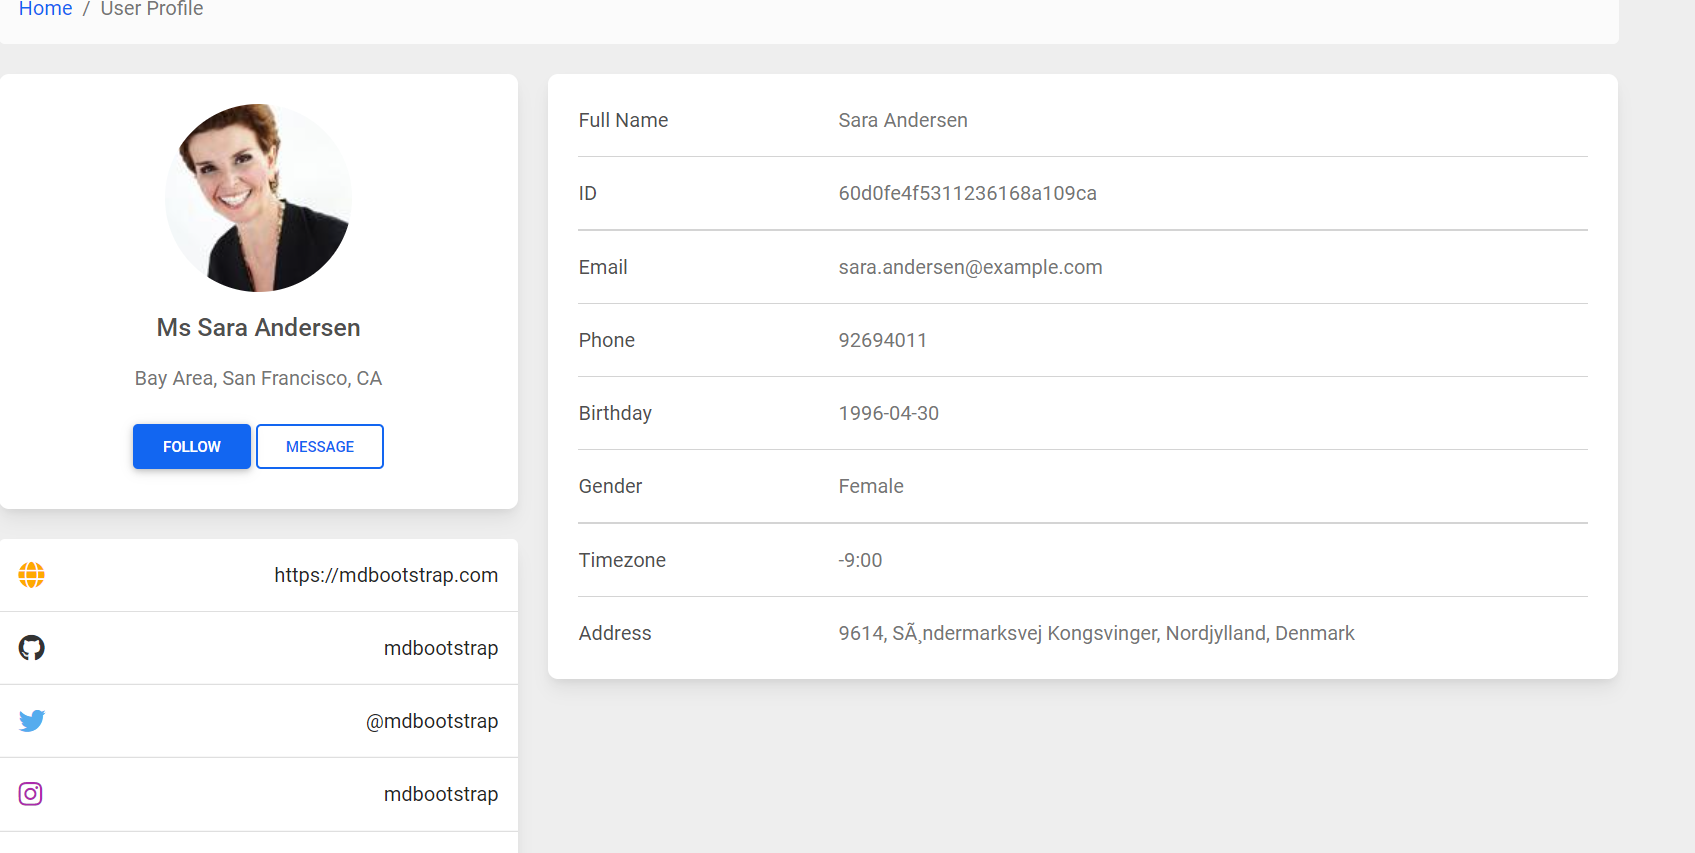 Home / User Profile
Ms Sara Andersen
Bay Area, San Francisco, CA
FOLLOW MESSAGE
https://mdbootstrap.com
mdbootstrap
@mdbootstrap
mdbootstrap
Full Name Sara Andersen
ID 60d0fe4f5311236168a109ca
Email sara.andersen@example.com
Phone 92694011
Birthday 1996-04-30
Gender Female
Timezone -9:00
Address 9614, SÃ¸ndermarksvej Kongsvinger, Nordjylland, Denmark